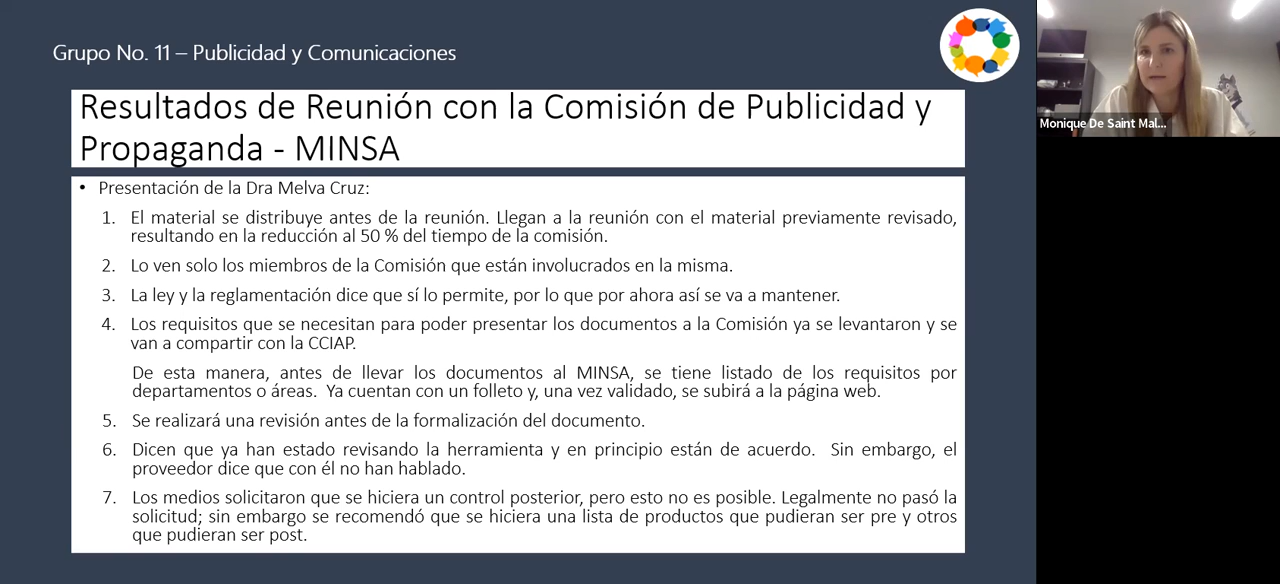 Grupo No. 11 – Publicidad y Comunicaciones
Resultados de Reunión con la Comisión de Publicidad y
Propaganda - MINSA
• Presentación de la Dra Melva Cruz:
1. El material se distribuye antes de la reunión. Llegan a la reunión con el material previamente revisado,
resultando en la reducción al 50 % del tiempo de la comisión.
2. Lo ven solo los miembros de la Comisión que están involucrados en la misma.
3. La ley y la reglamentación dice que sí lo permite, por lo que por ahora así se va a mantener.
4. Los requisitos que se necesitan para poder presentar los documentos a la Comisión ya se levantaron y se
van a compartir con la CCIAP.
De esta manera, antes de llevar los documentos al MINSA, se tiene listado de los requisitos por
departamentos o áreas. Ya cuentan con un folleto y, una vez validado, se subirá a la página web.
5. Se realizará una revisión antes de la formalización del documento.
6. Dicen que ya han estado revisando la herramienta y en principio están de acuerdo. Sin embargo, el
proveedor dice que con él no han hablado.
7. Los medios solicitaron que se hiciera un control posterior, pero esto no es posible. Legalmente no pasó la
solicitud; sin embargo se recomendó que se hiciera una lista de productos que pudieran ser pre y otros
que pudieran ser post.
Monique De Saint Mal...